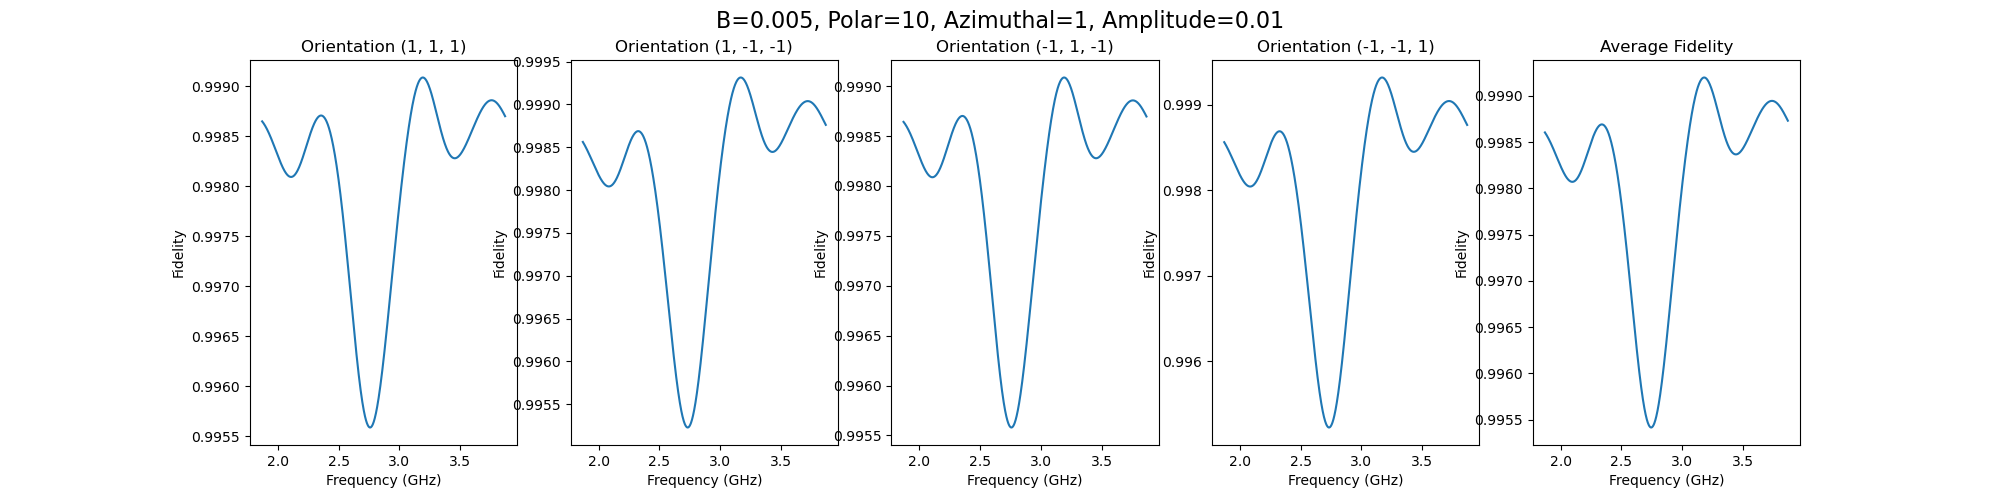 B=0.005, Polar=10, Azimuthal=1, Amplitude=0.01
Orientation (1, 1, 1)
0.9990
0.9985
0.9980
0.9975
0.9970
0.9965
0.9960
0.9955
Fidelity
2.0 2.5 3.0 3.5
Frequency (GHz)
Orientation (1, -1, -1)
0.9995
0.9990
0.9985
0.9980
0.9975
0.9970
0.9965
0.9960
0.9955
Fidelity
2.0 2.5 3.0 3.5
Frequency (GHz)
Orientation (-1, 1, -1)
0.9990
0.9985
0.9980
0.9975
0.9970
0.9965
0.9960
0.9955
Fidelity
2.0 2.5 3.0 3.5
Frequency (GHz)
Orientation (-1, -1, 1)
0.999
0.998
0.997
0.996
Fidelity
2.0 2.5 3.0 3.5
Frequency (GHz)
Average Fidelity
0.9990
0.9985
0.9980
0.9975
0.9970
0.9965
0.9960
0.9955
Fidelity
2.0 2.5 3.0 3.5
Frequency (GHz)